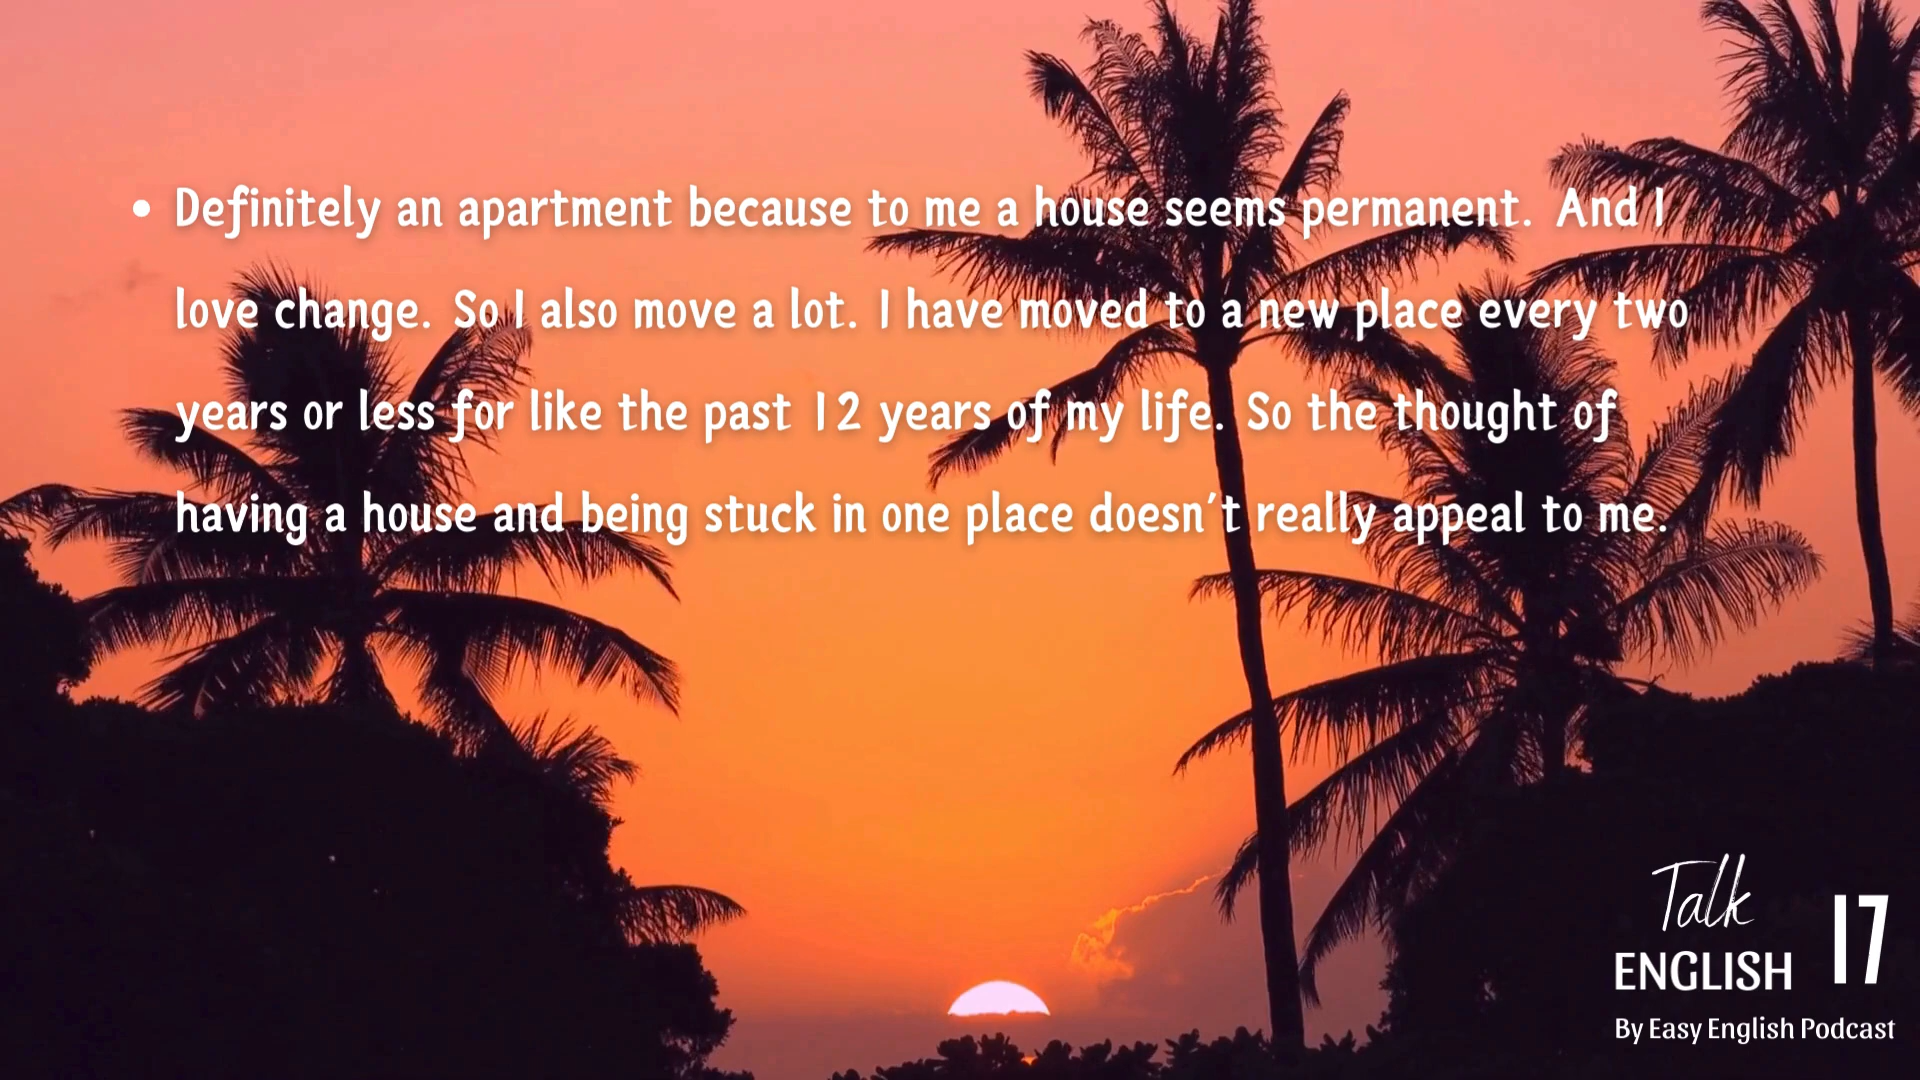 • Definitely an apartment because to me a house seems permanent. And I
love change. So I also move a lot. I have moved to a new place every two
years or less for like the past 12 years of my life. So the thought of
having a house and being stuck in one place doesn't really appeal to me.
Talk
ENGLISH 17
By Easy English Podcast